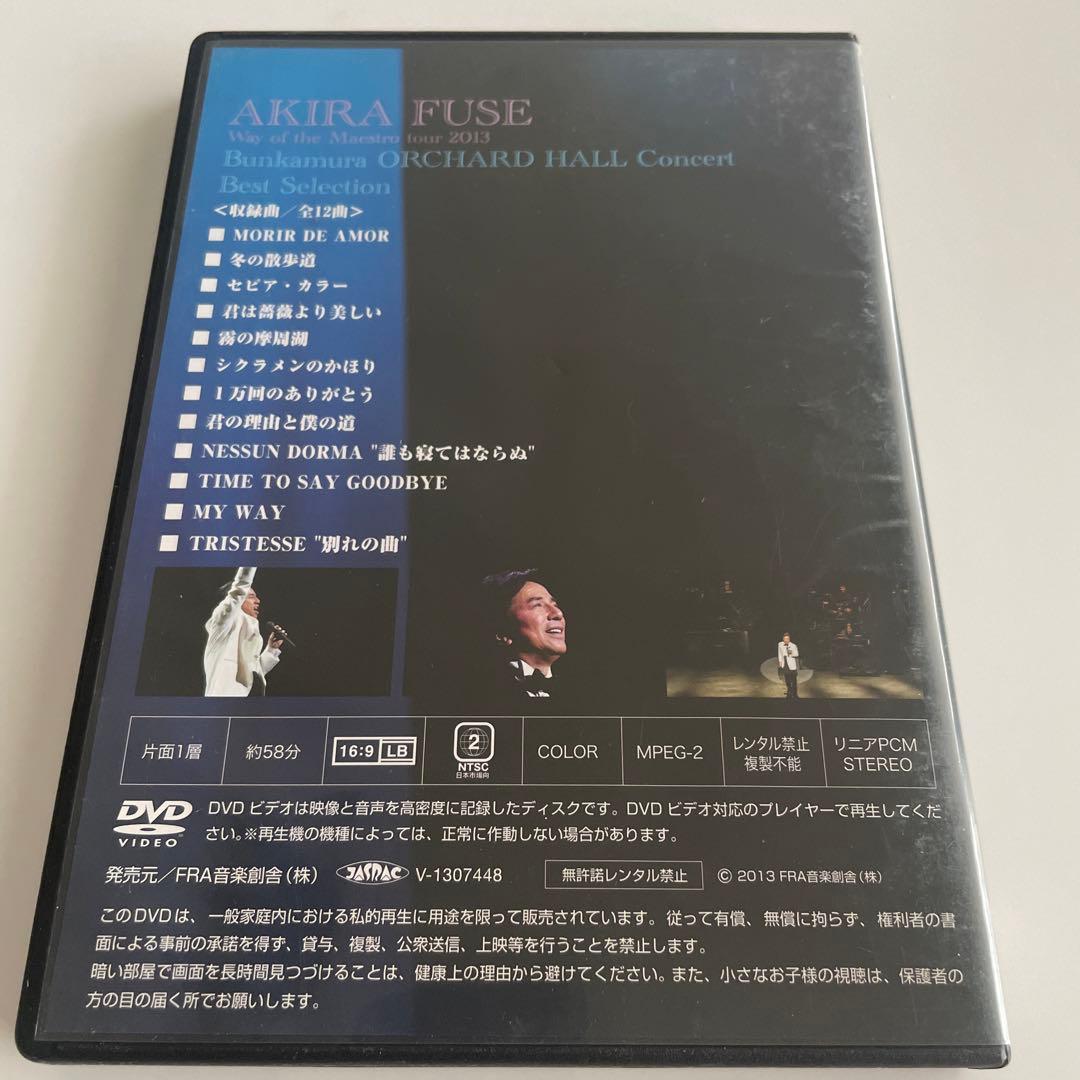 AKIRA FUSE
Way of the Maestro tour 2013
Bunkamura ORCHARD HALL Concert
Best Selection
＜収録曲／全12曲＞
■ MORIR DE AMOR
■ 冬の散歩道
■ セピア・カラー
■ 君は薔薇より美しい
■ 霧の摩周湖
■ シクラメンのかほり
■ 1万回のありがとう
■ 君の理由と僕の道
■ NESSUN DORMA "誰も寝てはならぬ"
■ TIME TO SAY GOODBYE
■ MY WAY
■ TRISTESSE "別れの曲"
片面1層 約58分 16:9 LB 2 NTSC 日本市場向 COLOR MPEG-2 レンタル禁止 複製不能 リニアPCM STEREO
DVD VIDEO
DVD ビデオは映像と音声を高密度に記録したディスクです。DVD ビデオ対応のプレイヤーで再生してくだ
さい。※再生機の機種によっては、正常に作動しない場合があります。
発売元／FRA音楽創舎(株) JASRAC V-1307448 無許諾レンタル禁止 © 2013 FRA音楽創舎(株)
このDVDは、一般家庭内における私的再生に用途を限って販売されています。従って有償、無償に拘らず、権利者の書
面による事前の承諾を得ず、貸与、複製、公衆送信、上映等を行うことを禁止します。
暗い部屋で画面を長時間見つづけることは、健康上の理由から避けてください。また、小さなお子様の視聴は、保護者の
方の目の届く所でお願いします。